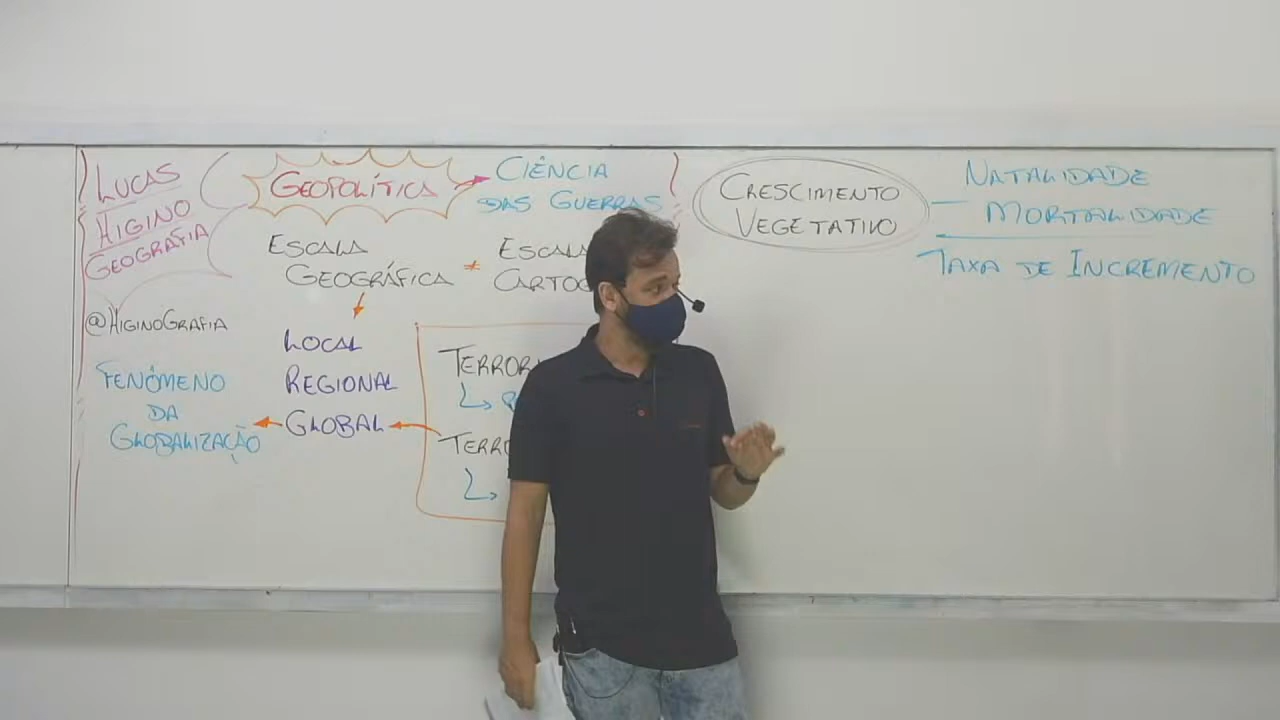 LUCAS
HIGINO
GEOGRAFIA
@HIGINOGRAFIA
FENÔMENO
DA
GLOBALIZAÇÃO
GEOPOLÍTICA
CIÊNCIA
DAS GUERRAS
ESCALA
GEOGRÁFICA
≠
ESCALA
LOCAL
REGIONAL
GLOBAL
CRESCIMENTO
VEGETATIVO
NATALIDADE
— MORTALIDADE
TAXA DE INCREMENTO